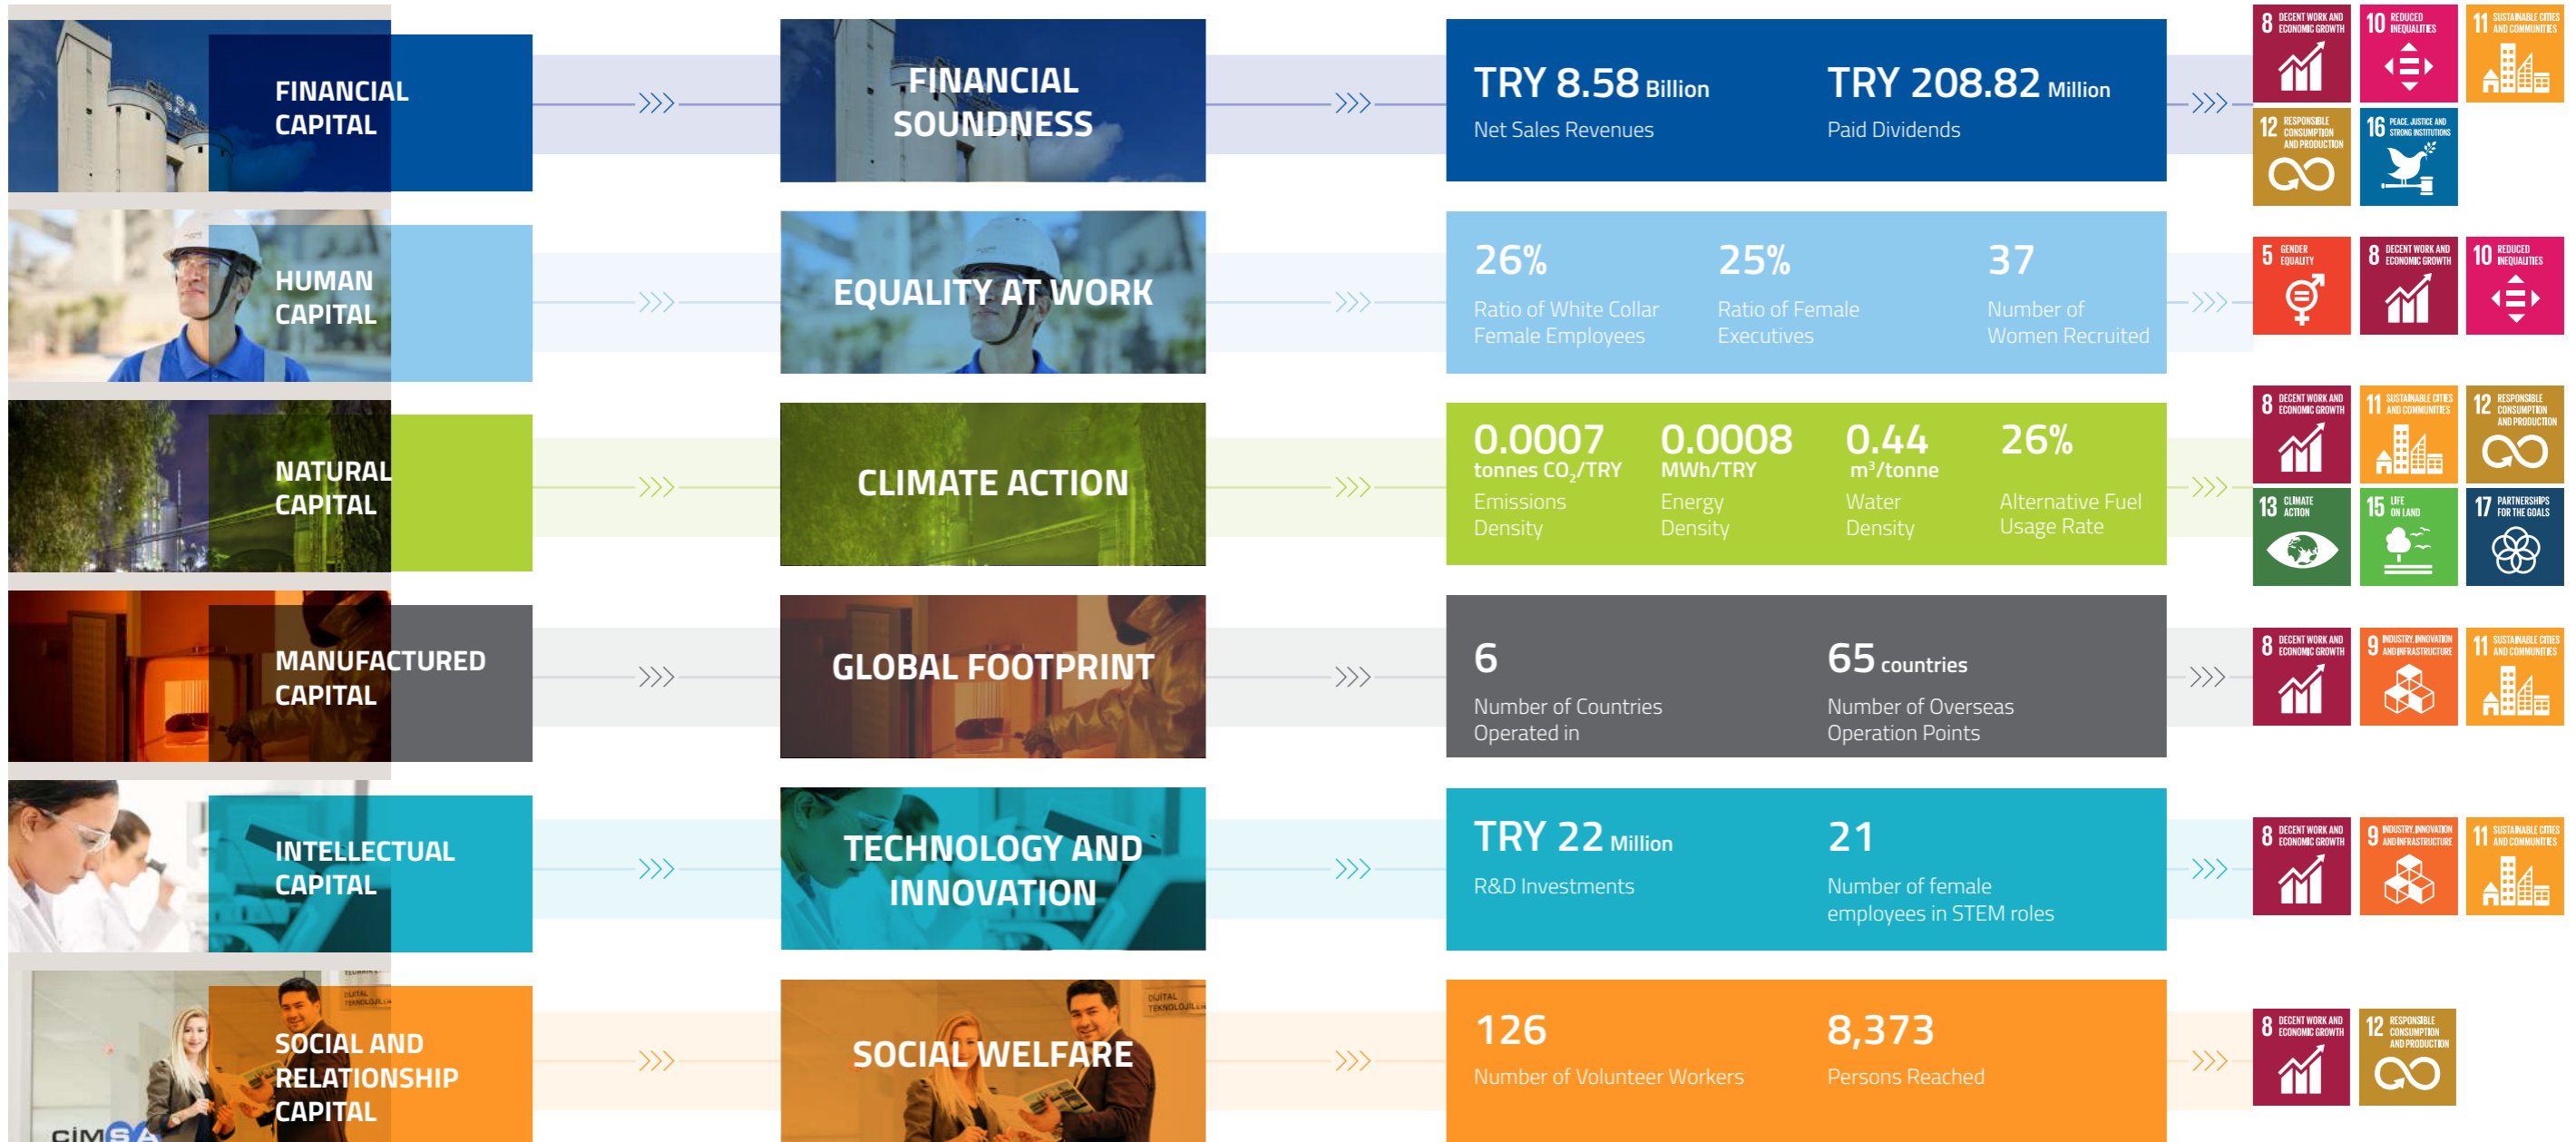 FINANCIAL
CAPITAL
FINANCIAL
SOUNDNESS
TRY 8.58 Billion
Net Sales Revenues
TRY 208.82 Million
Paid Dividends
8 DECENT WORK AND
ECONOMIC GROWTH
10 REDUCED
INEQUALITIES
11 SUSTAINABLE CITIES
AND COMMUNITIES
12 RESPONSIBLE
CONSUMPTION
AND PRODUCTION
16 PEACE, JUSTICE AND
STRONG INSTITUTIONS
HUMAN
CAPITAL
EQUALITY AT WORK
26%
Ratio of White Collar
Female Employees
25%
Ratio of Female
Executives
37
Number of
Women Recruited
5 GENDER
EQUALITY
8 DECENT WORK AND
ECONOMIC GROWTH
10 REDUCED
INEQUALITIES
NATURAL
CAPITAL
CLIMATE ACTION
0.0007
tonnes CO₂/TRY
Emissions
Density
0.0008
MWh/TRY
Energy
Density
0.44
m³/tonne
Water
Density
26%
Alternative Fuel
Usage Rate
8 DECENT WORK AND
ECONOMIC GROWTH
11 SUSTAINABLE CITIES
AND COMMUNITIES
12 RESPONSIBLE
CONSUMPTION
AND PRODUCTION
13 CLIMATE
ACTION
15 LIFE
ON LAND
17 PARTNERSHIPS
FOR THE GOALS
MANUFACTURED
CAPITAL
GLOBAL FOOTPRINT
6
Number of Countries
Operated in
65 countries
Number of Overseas
Operation Points
8 DECENT WORK AND
ECONOMIC GROWTH
9 INDUSTRY, INNOVATION
AND INFRASTRUCTURE
11 SUSTAINABLE CITIES
AND COMMUNITIES
INTELLECTUAL
CAPITAL
TECHNOLOGY AND
INNOVATION
TRY 22 Million
R&D Investments
21
Number of female
employees in STEM roles
8 DECENT WORK AND
ECONOMIC GROWTH
9 INDUSTRY, INNOVATION
AND INFRASTRUCTURE
11 SUSTAINABLE CITIES
AND COMMUNITIES
SOCIAL AND
RELATIONSHIP
CAPITAL
ÇİMSA
SOCIAL WELFARE
DİJİTAL
126
Number of Volunteer Workers
8,373
Persons Reached
8 DECENT WORK AND
ECONOMIC GROWTH
12 RESPONSIBLE
CONSUMPTION
AND PRODUCTION